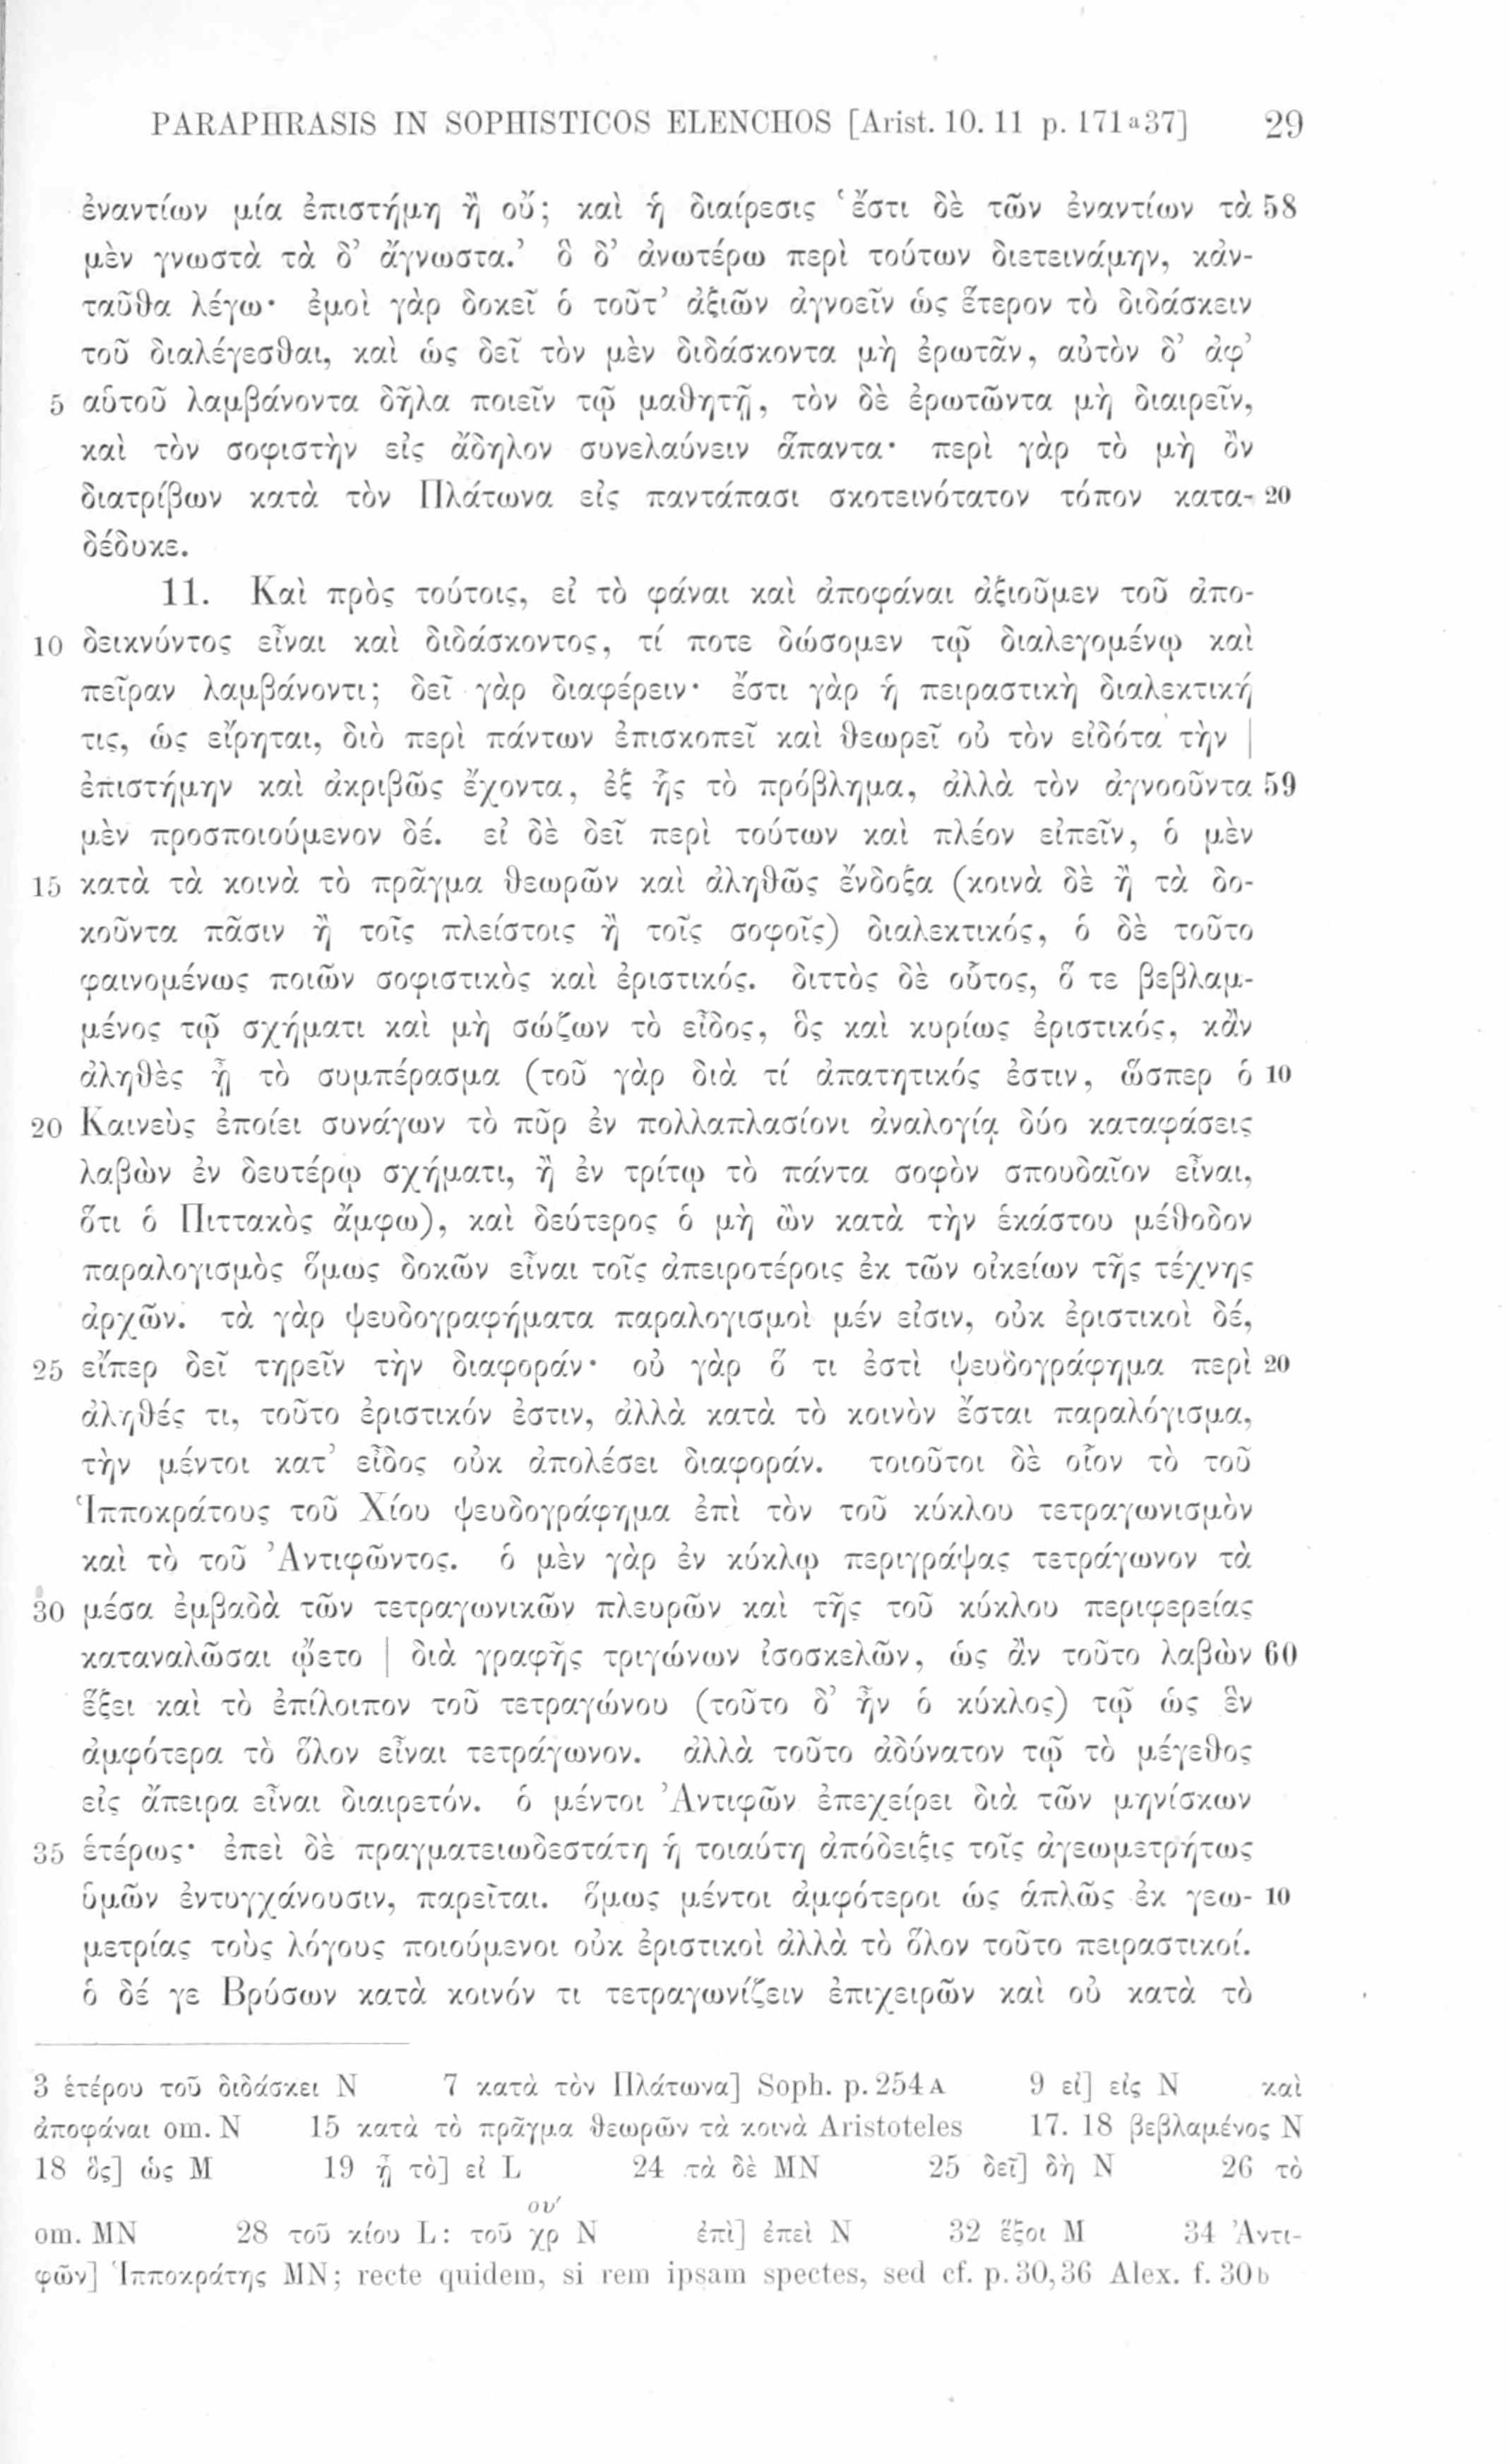 PARAPHRASIS IN SOPHISTICOS ELENCHOS [Arist. 10. 11 p. 171ᵃ37] 29
ἐναντίων μία ἐπιστήμη ἢ οὔ; καὶ ἡ διαίρεσις ‘ἔστι δὲ τῶν ἐναντίων τὰ 58
μὲν γνωστὰ τὰ δ’ ἄγνωστα.’ ὃ δ’ ἀνωτέρω περὶ τούτων διετεινάμην, κἀν-
ταῦθα λέγω· ἐμοὶ γὰρ δοκεῖ ὁ τοῦτ’ ἀξιῶν ἀγνοεῖν ὡς ἕτερον τὸ διδάσκειν
τοῦ διαλέγεσθαι, καὶ ὡς δεῖ τὸν μὲν διδάσκοντα μὴ ἐρωτᾶν, αὐτὸν δ’ ἀφ’
5 αὑτοῦ λαμβάνοντα δῆλα ποιεῖν τῷ μαθητῇ, τὸν δὲ ἐρωτῶντα μὴ διαιρεῖν,
καὶ τὸν σοφιστὴν εἰς ἄδηλον συνελαύνειν ἅπαντα· περὶ γὰρ τὸ μὴ ὂν
διατρίβων κατὰ τὸν Πλάτωνα εἰς παντάπασι σκοτεινότατον τόπον κατα- 20
δέδυκε.
11. Καὶ πρὸς τούτοις, εἰ τὸ φάναι καὶ ἀποφάναι ἀξιοῦμεν τοῦ ἀπο-
10 δεικνύντος εἶναι καὶ διδάσκοντος, τί ποτε δώσομεν τῷ διαλεγομένῳ καὶ
πεῖραν λαμβάνοντι; δεῖ γὰρ διαφέρειν· ἔστι γὰρ ἡ πειραστικὴ διαλεκτική
τις, ὡς εἴρηται, διὸ περὶ πάντων ἐπισκοπεῖ καὶ θεωρεῖ οὐ τὸν εἰδότα τὴν |
ἐπιστήμην καὶ ἀκριβῶς ἔχοντα, ἐξ ἧς τὸ πρόβλημα, ἀλλὰ τὸν ἀγνοοῦντα 59
μὲν προσποιούμενον δέ. εἰ δὲ δεῖ περὶ τούτων καὶ πλέον εἰπεῖν, ὁ μὲν
15 κατὰ τὰ κοινὰ τὸ πρᾶγμα θεωρῶν καὶ ἀληθῶς ἔνδοξα (κοινὰ δὲ ἢ τὰ δο-
κοῦντα πᾶσιν ἢ τοῖς πλείστοις ἢ τοῖς σοφοῖς) διαλεκτικός, ὁ δὲ τοῦτο
φαινομένως ποιῶν σοφιστικὸς καὶ ἐριστικός. διττὸς δὲ οὗτος, ὅ τε βεβλαμ-
μένος τῷ σχήματι καὶ μὴ σώζων τὸ εἶδος, ὃς καὶ κυρίως ἐριστικός, κἂν
ἀληθὲς ᾖ τὸ συμπέρασμα (τοῦ γὰρ διὰ τί ἀπατητικός ἐστιν, ὥσπερ ὁ 10
20 Καινεὺς ἐποίει συνάγων τὸ πῦρ ἐν πολλαπλασίονι ἀναλογίᾳ δύο καταφάσεις
λαβὼν ἐν δευτέρῳ σχήματι, ἢ ἐν τρίτῳ τὸ πάντα σοφὸν σπουδαῖον εἶναι,
ὅτι ὁ Πιττακὸς ἄμφω), καὶ δεύτερος ὁ μὴ ὢν κατὰ τὴν ἑκάστου μέθοδον
παραλογισμὸς ὅμως δοκῶν εἶναι τοῖς ἀπειροτέροις ἐκ τῶν οἰκείων τῆς τέχνης
ἀρχῶν. τὰ γὰρ ψευδογραφήματα παραλογισμοὶ μέν εἰσιν, οὐκ ἐριστικοὶ δέ,
25 εἴπερ δεῖ τηρεῖν τὴν διαφοράν· οὐ γὰρ ὅ τι ἐστὶ ψευδογράφημα περὶ 20
ἀληθές τι, τοῦτο ἐριστικόν ἐστιν, ἀλλὰ κατὰ τὸ κοινὸν ἔσται παραλόγισμα,
τὴν μέντοι κατ’ εἶδος οὐκ ἀπολέσει διαφοράν. τοιοῦτοι δὲ οἷον τὸ τοῦ
Ἱπποκράτους τοῦ Χίου ψευδογράφημα ἐπὶ τὸν τοῦ κύκλου τετραγωνισμὸν
καὶ τὸ τοῦ Ἀντιφῶντος. ὁ μὲν γὰρ ἐν κύκλῳ περιγράψας τετράγωνον τὰ
30 μέσα ἐμβαδὰ τῶν τετραγωνικῶν πλευρῶν καὶ τῆς τοῦ κύκλου περιφερείας
καταναλῶσαι ᾤετο | διὰ γραφῆς τριγώνων ἰσοσκελῶν, ὡς ἂν τοῦτο λαβὼν 60
ἕξει καὶ τὸ ἐπίλοιπον τοῦ τετραγώνου (τοῦτο δ’ ἦν ὁ κύκλος) τῷ ὡς ἓν
ἀμφότερα τὸ ὅλον εἶναι τετράγωνον. ἀλλὰ τοῦτο ἀδύνατον τῷ τὸ μέγεθος
εἰς ἄπειρα εἶναι διαιρετόν. ὁ μέντοι Ἀντιφῶν ἐπεχείρει διὰ τῶν μηνίσκων
35 ἑτέρως· ἐπεὶ δὲ πραγματειωδεστάτη ἡ τοιαύτη ἀπόδειξις τοῖς ἀγεωμετρήτως
ὑμῶν ἐντυγχάνουσιν, παρεῖται. ὅμως μέντοι ἀμφότεροι ὡς ἁπλῶς ἐκ γεω- 10
μετρίας τοὺς λόγους ποιούμενοι οὐκ ἐριστικοὶ ἀλλὰ τὸ ὅλον τοῦτο πειραστικοί.
ὁ δέ γε Βρύσων κατὰ κοινόν τι τετραγωνίζειν ἐπιχειρῶν καὶ οὐ κατὰ τὸ
3 ἑτέρου τοῦ διδάσκει N 7 κατὰ τὸν Πλάτωνα] Soph. p. 254 A 9 εἰ] εἰς N καὶ
ἀποφάναι om. N 15 κατὰ τὸ πρᾶγμα θεωρῶν τὰ κοινὰ Aristoteles 17. 18 βεβλαμένος N
18 ὃς] ὡς M 19 ᾖ τὸ] εἰ L 24 τὰ δὲ MN 25 δεῖ] δὴ N 26 τὸ
om. MN 28 τοῦ κίου L: τοῦ χρ ου´ N ἐπὶ] ἐπεὶ N 32 ἕξοι M 34 Ἀντι-
φῶν] Ἱπποκράτης MN; recte quidem, si rem ipsam spectes, sed cf. p. 30,36 Alex. f. 30b